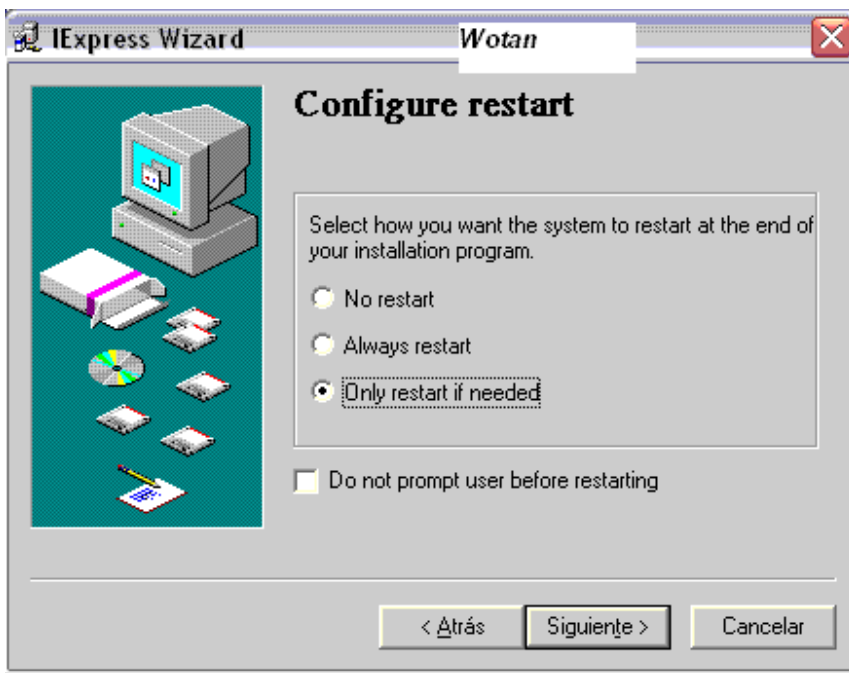 IExpress Wizard
Wotan
Configure restart
Select how you want the system to restart at the end of
your installation program.
No restart
Always restart
Only restart if needed
Do not prompt user before restarting
< Atrás
Siguiente >
Cancelar